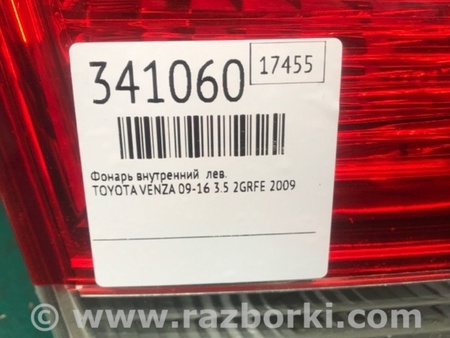 341060
17455
Фонарь внутренний лев.
TOYOTA VENZA 09-16 3.5 2GRFE 2009
www.razborki.com